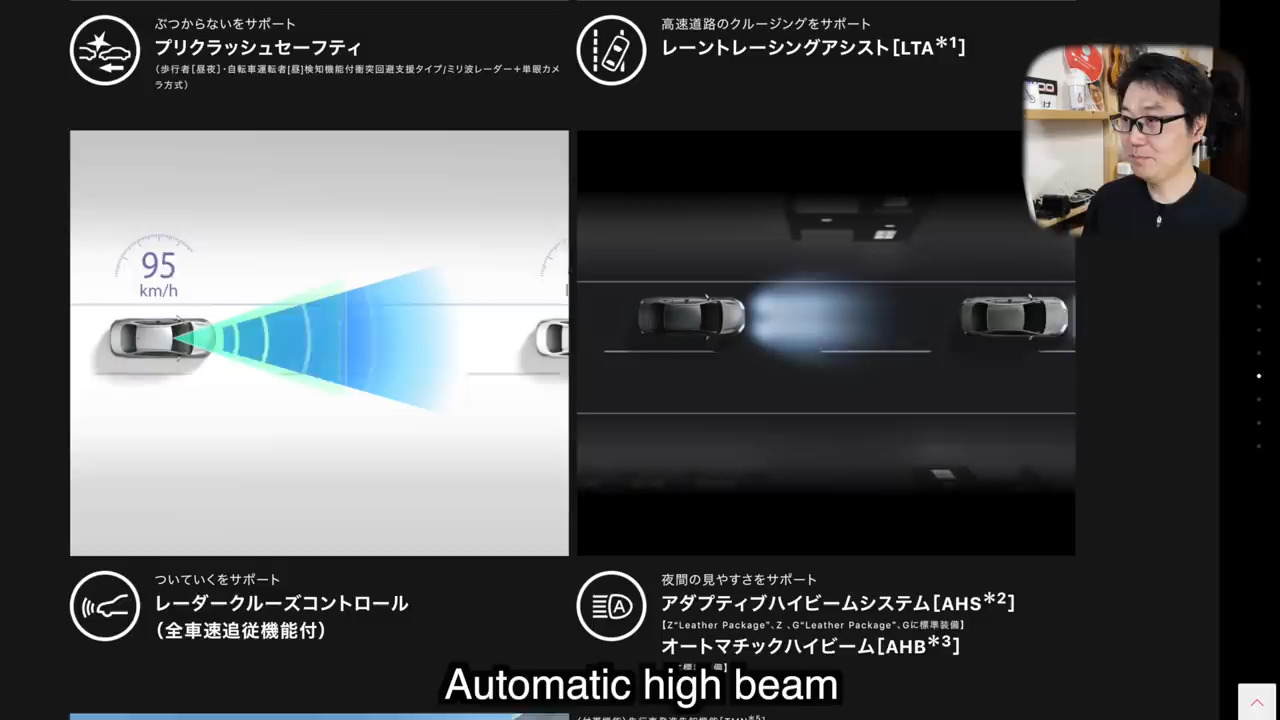 ぶつからないをサポート
プリクラッシュセーフティ
（歩行者[昼夜]・自転車運転者[昼]検知機能付衝突回避支援タイプ/ミリ波レーダー＋単眼カメ
ラ方式）
高速道路のクルージングをサポート
レーントレーシングアシスト[LTA＊1]
95
km/h
ついていくをサポート
レーダークルーズコントロール
（全車速追従機能付）
夜間の見やすさをサポート
アダプティブハイビームシステム[AHS＊2]
【Z“Leather Package”、Z 、G“Leather Package”、Gに標準装備】
オートマチックハイビーム[AHB＊3]
Automatic high beam